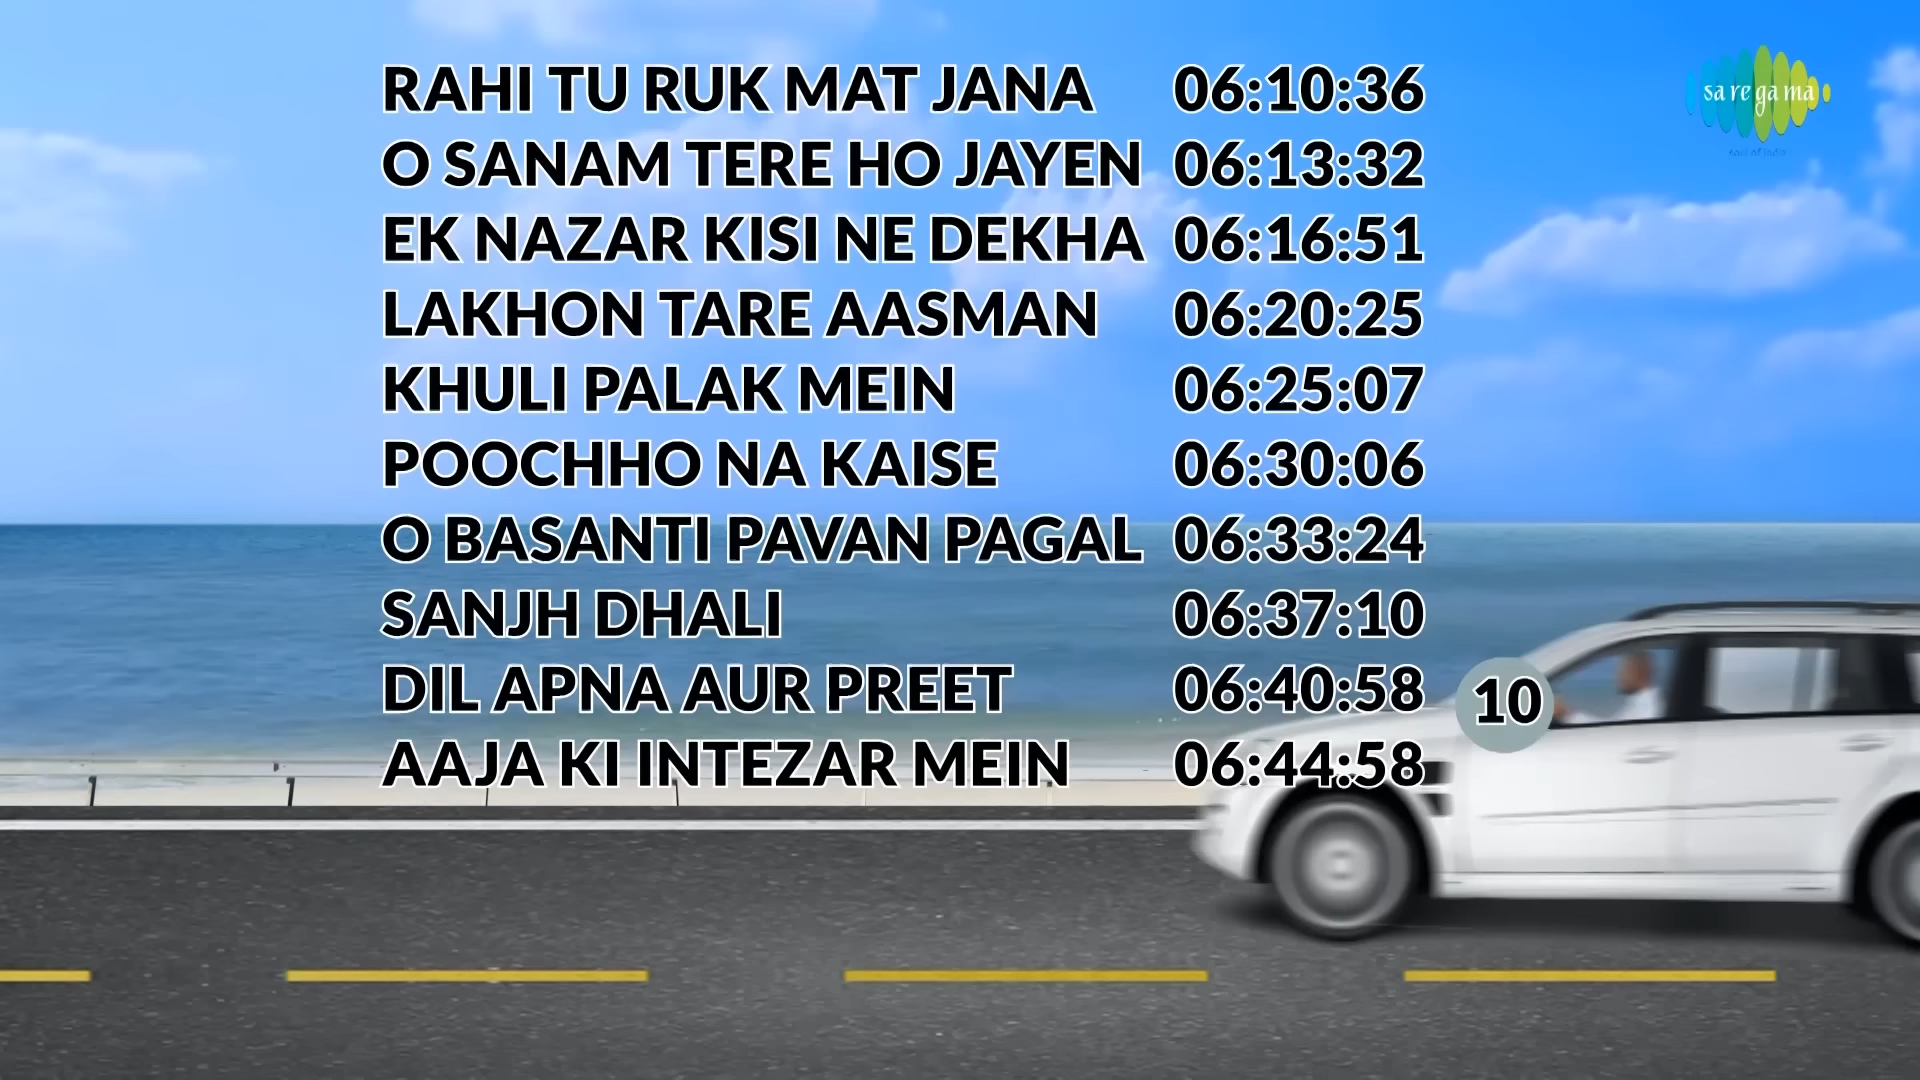 RAHI TU RUK MAT JANA 06:10:36
sa re ga ma
O SANAM TERE HO JAYEN 06:13:32
EK NAZAR KISI NE DEKHA 06:16:51
LAKHON TARE AASMAN 06:20:25
KHULI PALAK MEIN 06:25:07
POOCHHO NA KAISE 06:30:06
O BASANTI PAVAN PAGAL 06:33:24
SANJH DHALI 06:37:10
DIL APNA AUR PREET 06:40:58
10
AAJA KI INTEZAR MEIN 06:44:58